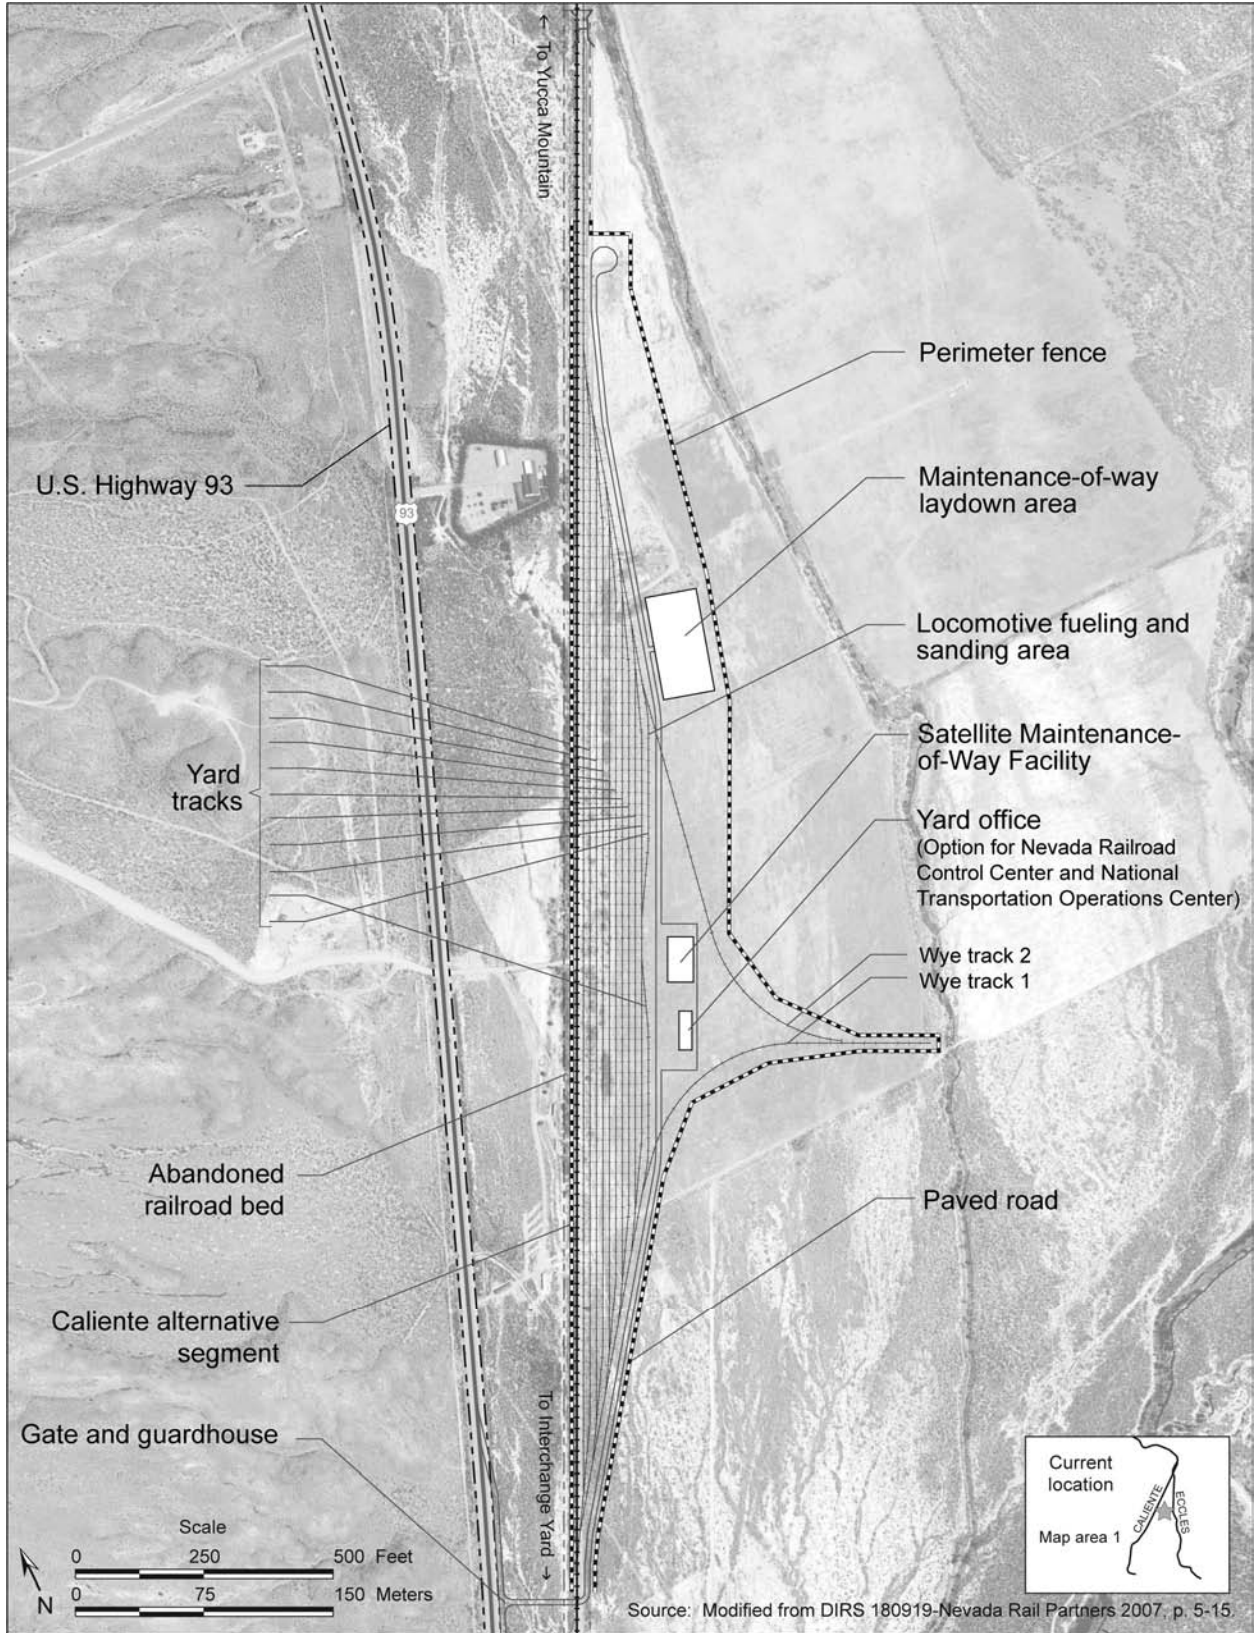 ← To Yucca Mountain
Perimeter fence
Maintenance-of-way
laydown area
U.S. Highway 93
93
Locomotive fueling and
sanding area
Satellite Maintenance-
of-Way Facility
Yard
tracks
Yard office
(Option for Nevada Railroad
Control Center and National
Transportation Operations Center)
Wye track 2
Wye track 1
Abandoned
railroad bed
Paved road
Caliente alternative
segment
To Interchange Yard →
Gate and guardhouse
Current
location
CALIENTE
ECCLES
Map area 1
Scale
0 250 500 Feet
0 75 150 Meters
N
Source: Modified from DIRS 180919-Nevada Rail Partners 2007, p. 5-15.